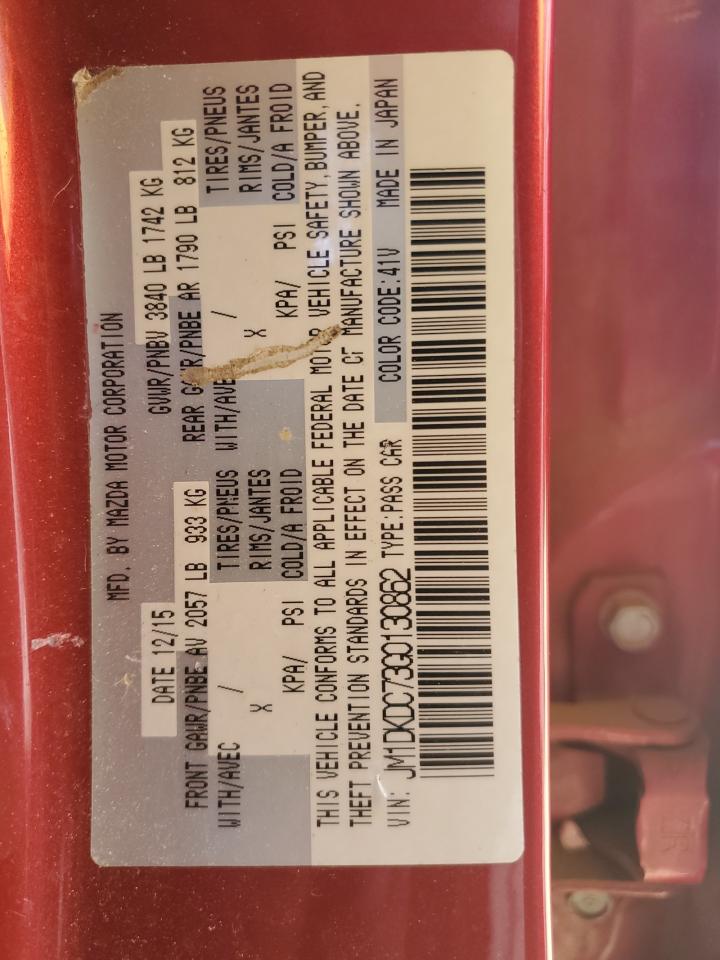 MFD. BY MAZDA MOTOR CORPORATION
DATE 12/15 GVWR/PNBV 3840 LB 1742 KG
FRONT GAWR/PNBE AV 2057 LB 933 KG REAR GAWR/PNBE AR 1790 LB 812 KG
WITH/AVEC / TIRES/PNEUS WITH/AVEC / TIRES/PNEUS
X RIMS/JANTES X RIMS/JANTES
KPA/ PSI COLD/A FROID KPA/ PSI COLD/A FROID
THIS VEHICLE CONFORMS TO ALL APPLICABLE FEDERAL MOTOR VEHICLE SAFETY, BUMPER, AND
THEFT PREVENTION STANDARDS IN EFFECT ON THE DATE OF MANUFACTURE SHOWN ABOVE.
VIN: JM1DKDC73G0130862 TYPE:PASS CAR COLOR CODE:41V MADE IN JAPAN